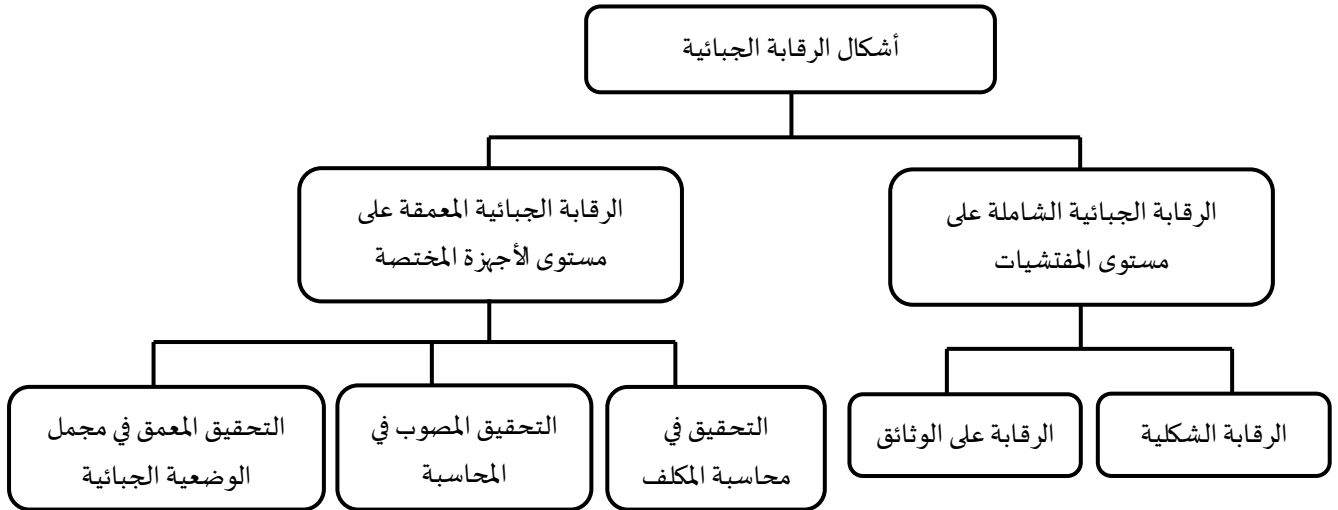 أشكال الرقابة الجبائية
الرقابة الجبائية الشاملة على
مستوى المفتشيات
الرقابة الجبائية المعمقة على
مستوى الأجهزة المختصة
الرقابة الشكلية
الرقابة على الوثائق
التحقيق في
محاسبة المكلف
التحقيق المصوب في
المحاسبة
التحقيق المعمق في مجمل
الوضعية الجبائية